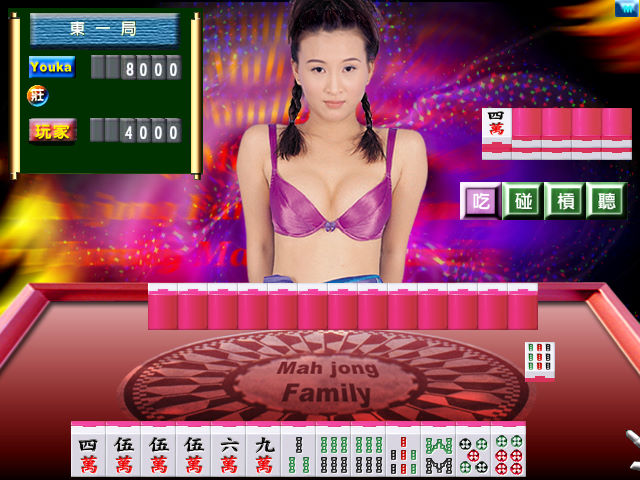 東一局
Youka 8000
莊
玩家 4000
四萬
吃 碰 槓 聽
Mah jong
Family
四 伍 伍 伍 六 九
萬 萬 萬 萬 萬 萬